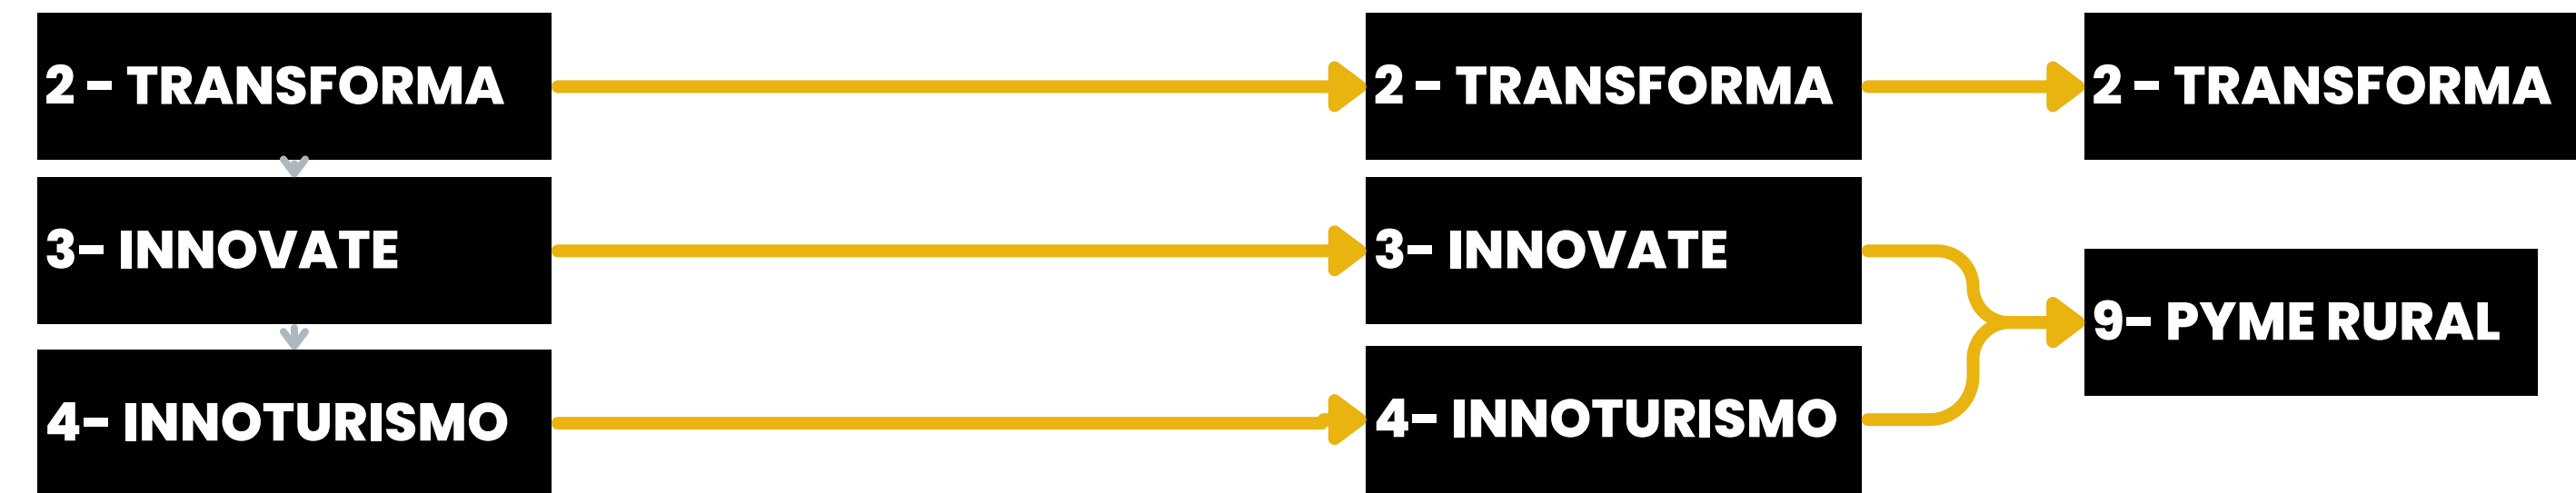 2 - TRANSFORMA
2 - TRANSFORMA
2 - TRANSFORMA
3- INNOVATE
3- INNOVATE
9- PYME RURAL
4- INNOTURISMO
4- INNOTURISMO